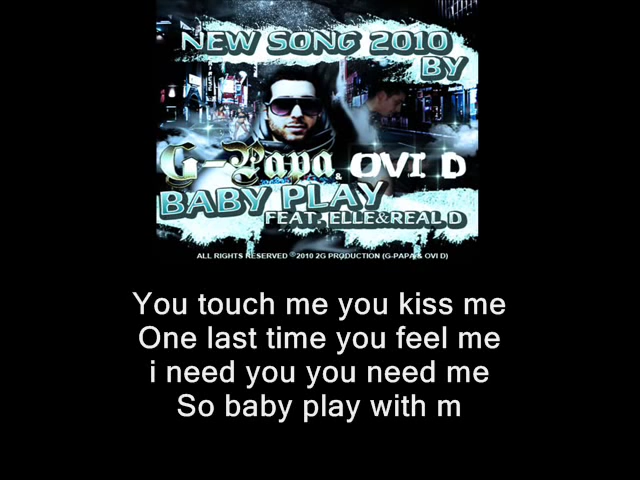 NEW SONG 2010
BY
G-Papa & OVI D
BABY PLAY
FEAT. ELLE&REAL D
ALL RIGHTS RESERVED ®2010 2G PRODUCTION (G-PAPA & OVI D)
You touch me you kiss me
One last time you feel me
i need you you need me
So baby play with m